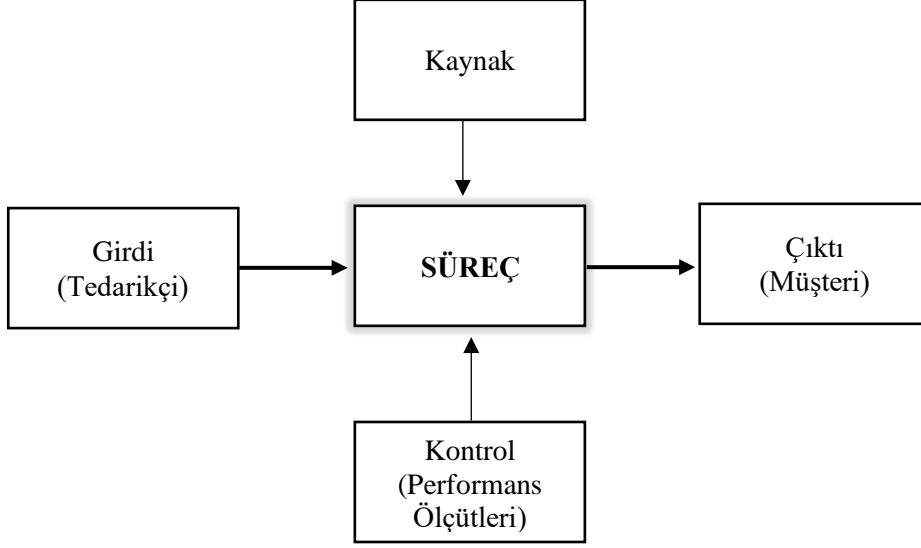 Kaynak
Girdi
(Tedarikçi)
SÜREÇ
Çıktı
(Müşteri)
Kontrol
(Performans
Ölçütleri)